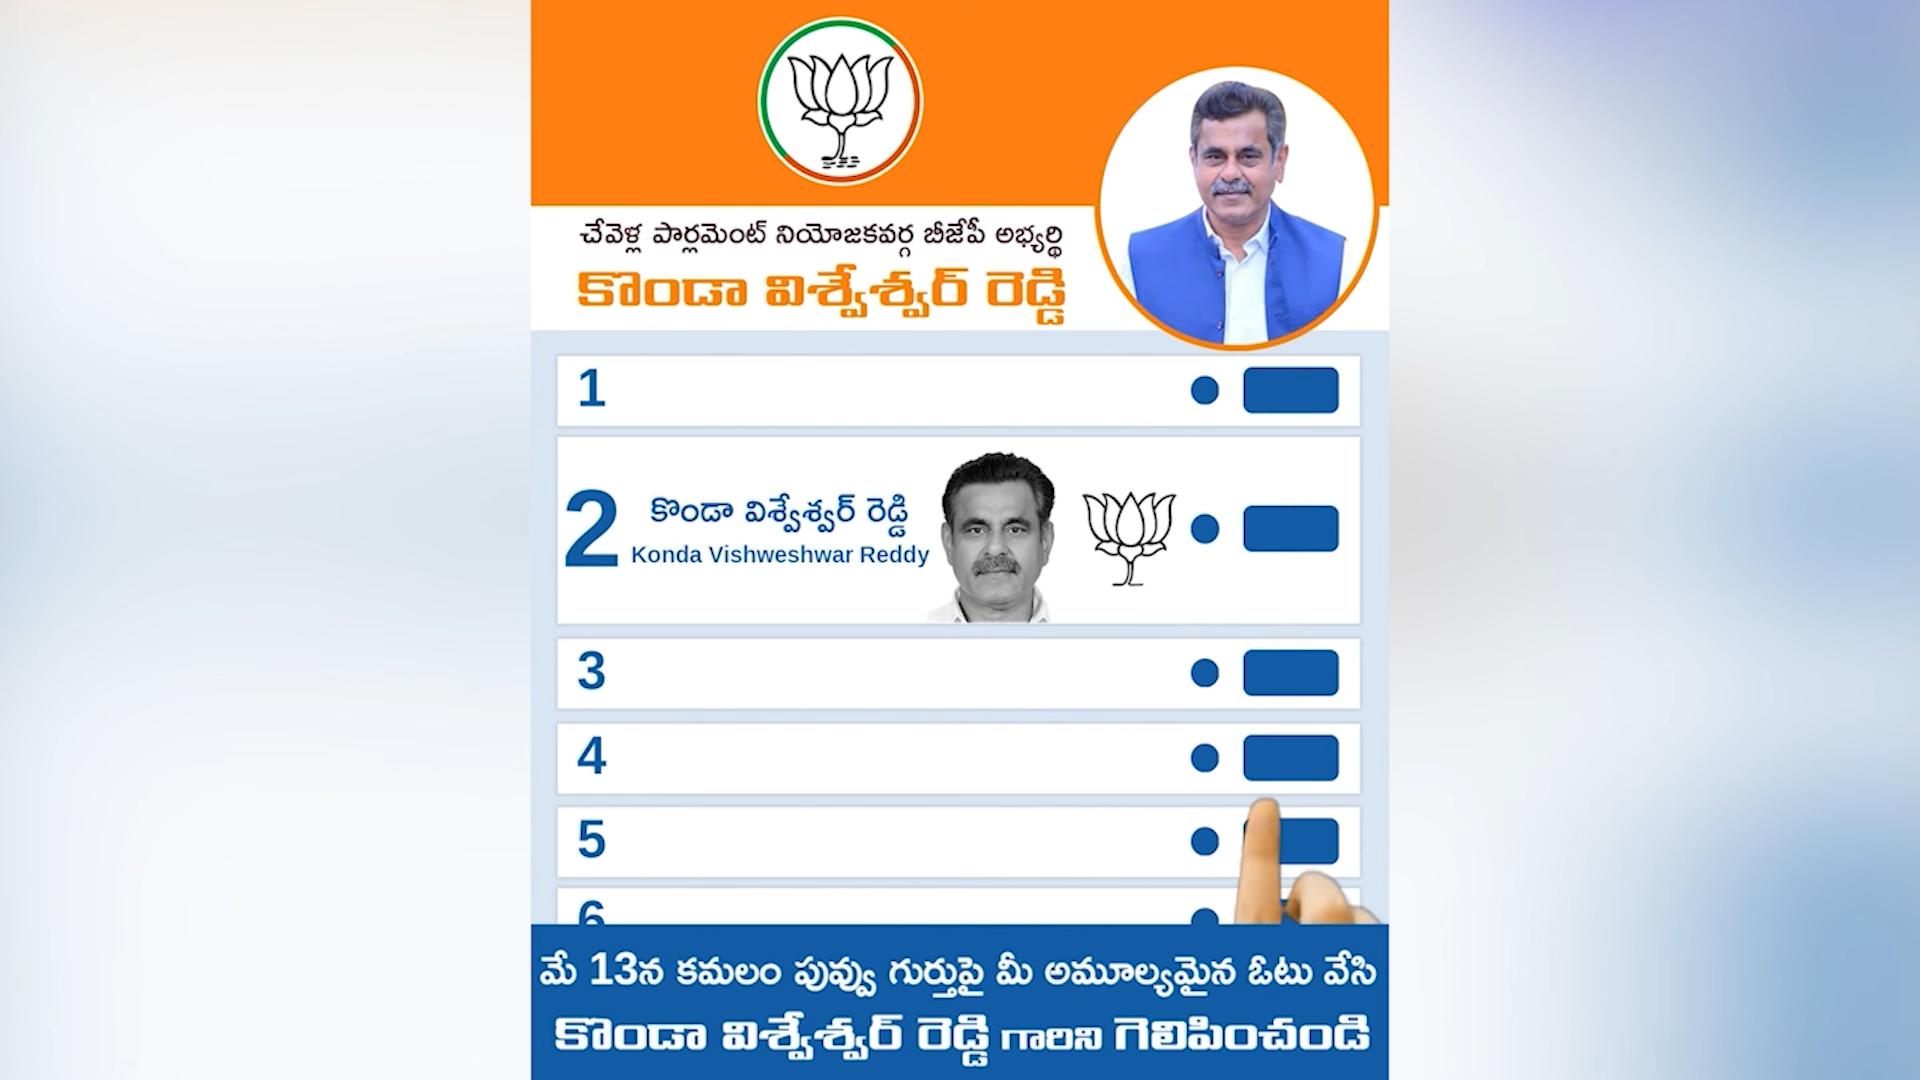 చేవెళ్ల పార్లమెంట్ నియోజకవర్గ బీజేపీ అభ్యర్థి
కొండా విశ్వేశ్వర్ రెడ్డి
1
2
కొండా విశ్వేశ్వర్ రెడ్డి
Konda Vishweshwar Reddy
3
4
5
6
మే 13న కమలం పువ్వు గుర్తుపై మీ అమూల్యమైన ఓటు వేసి
కొండా విశ్వేశ్వర్ రెడ్డి గారిని గెలిపించండి